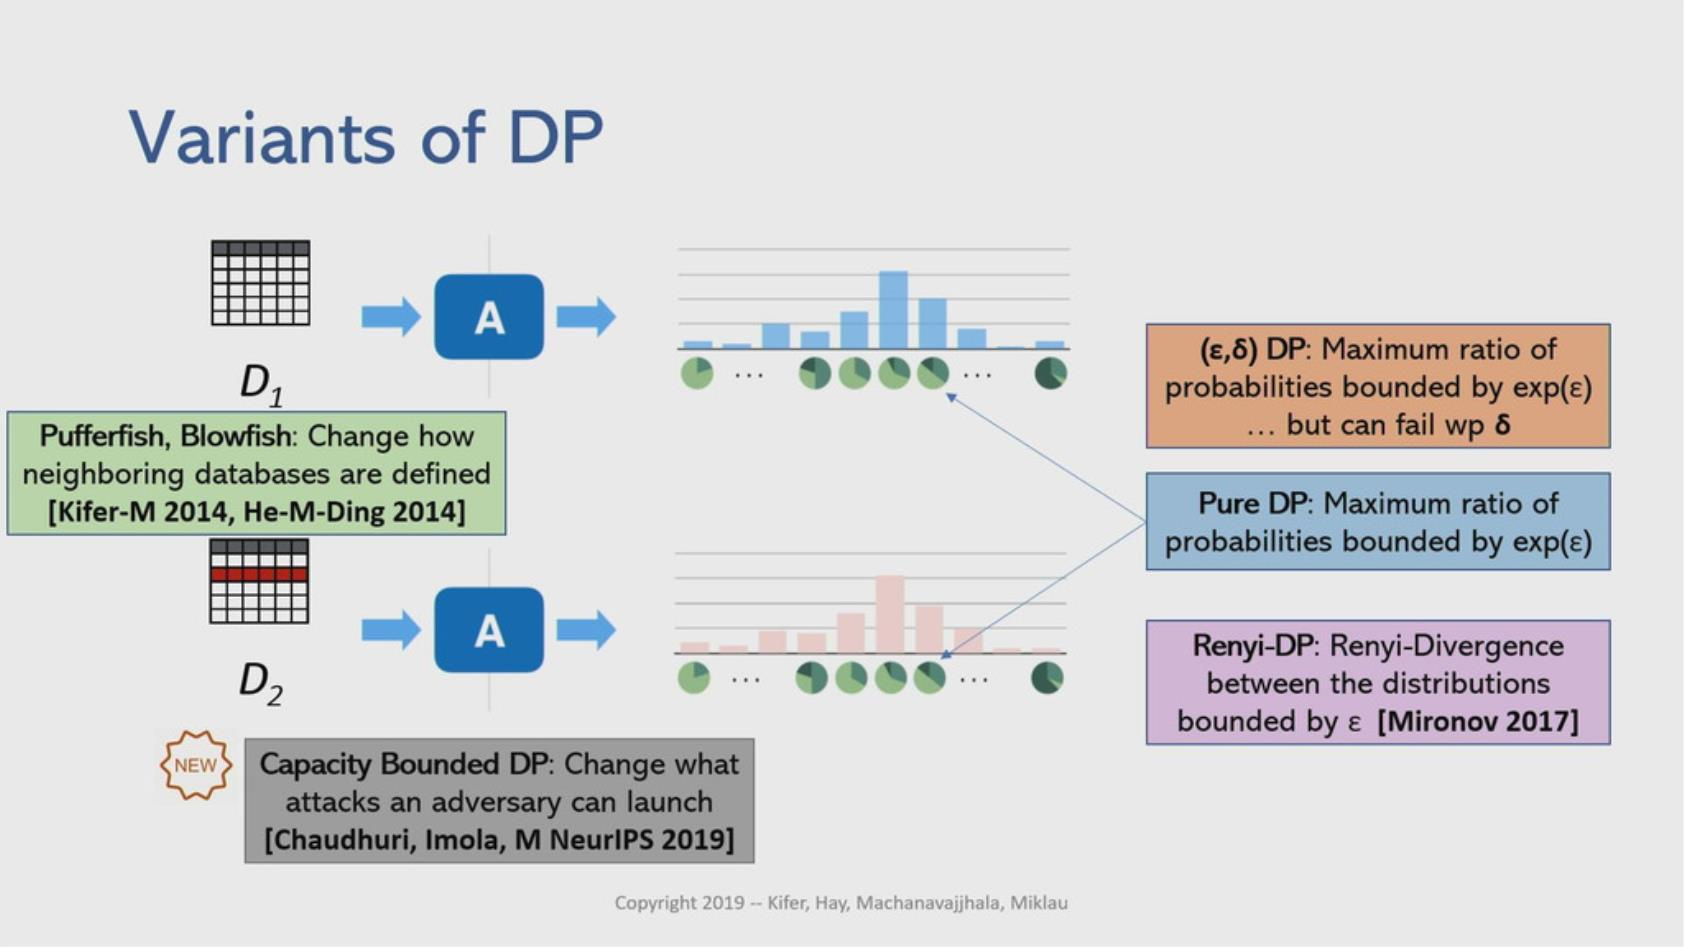 Variants of DP
A
D1
(ε,δ) DP: Maximum ratio of
probabilities bounded by exp(ε)
... but can fail wp δ
Pufferfish, Blowfish: Change how
neighboring databases are defined
[Kifer-M 2014, He-M-Ding 2014]
Pure DP: Maximum ratio of
probabilities bounded by exp(ε)
A
D2
Renyi-DP: Renyi-Divergence
between the distributions
bounded by ε [Mironov 2017]
NEW
Capacity Bounded DP: Change what
attacks an adversary can launch
[Chaudhuri, Imola, M NeurIPS 2019]
Copyright 2019 -- Kifer, Hay, Machanavajjhala, Miklau